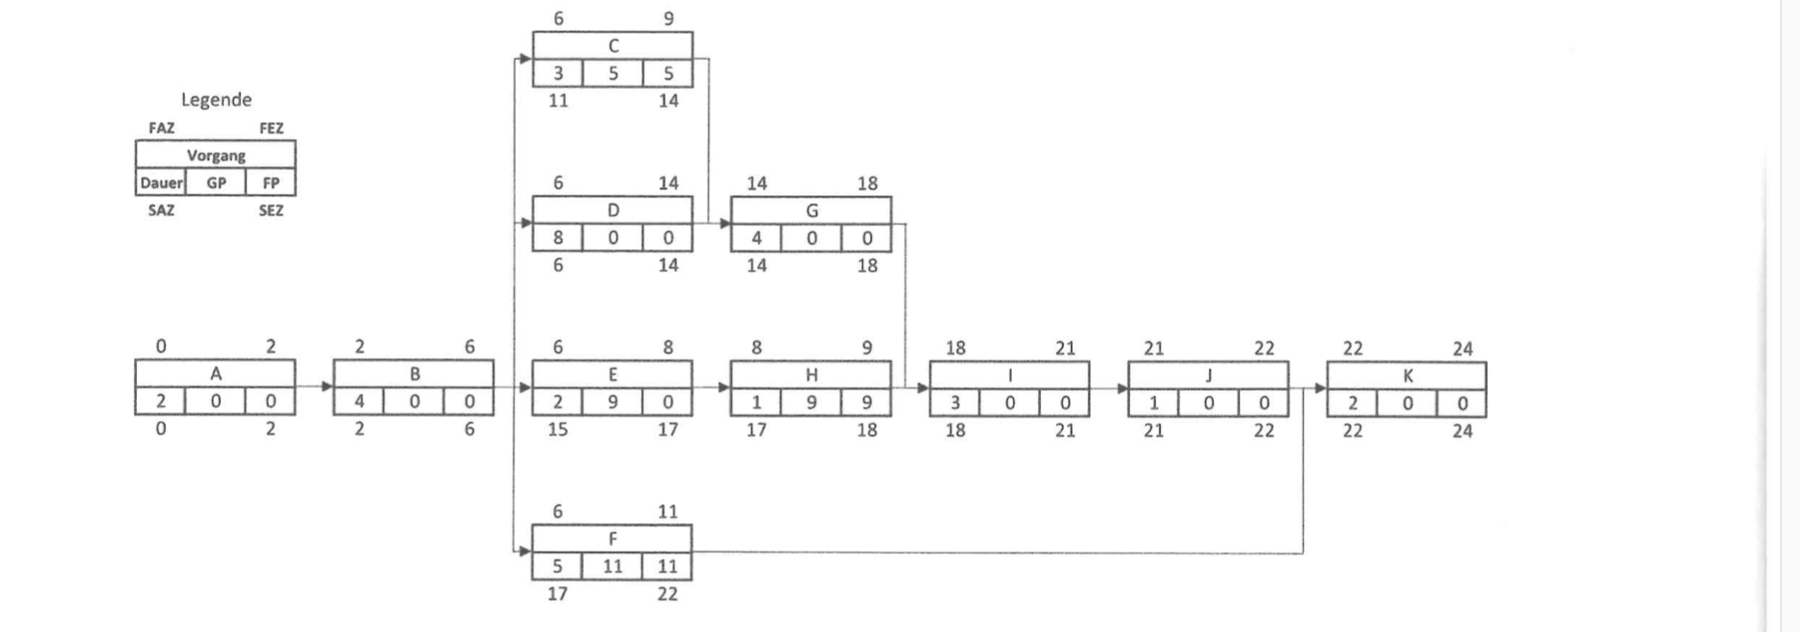 6 9
C
3 5 5
11 14
Legende
FAZ FEZ
Vorgang
Dauer GP FP
SAZ SEZ
6 14
D
8 0 0
6 14
14 18
G
4 0 0
14 18
0 2
A
2 0 0
0 2
2 6
B
4 0 0
2 6
6 8
E
2 9 0
15 17
8 9
H
1 9 9
17 18
18 21
I
3 0 0
18 21
21 22
J
1 0 0
21 22
22 24
K
2 0 0
22 24
6 11
F
5 11 11
17 22